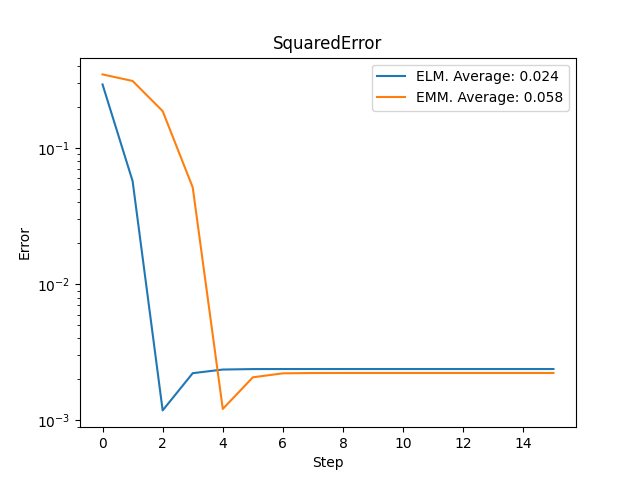 SquaredError
ELM. Average: 0.024
EMM. Average: 0.058
Error
10⁻¹
10⁻²
10⁻³
0 2 4 6 8 10 12 14
Step